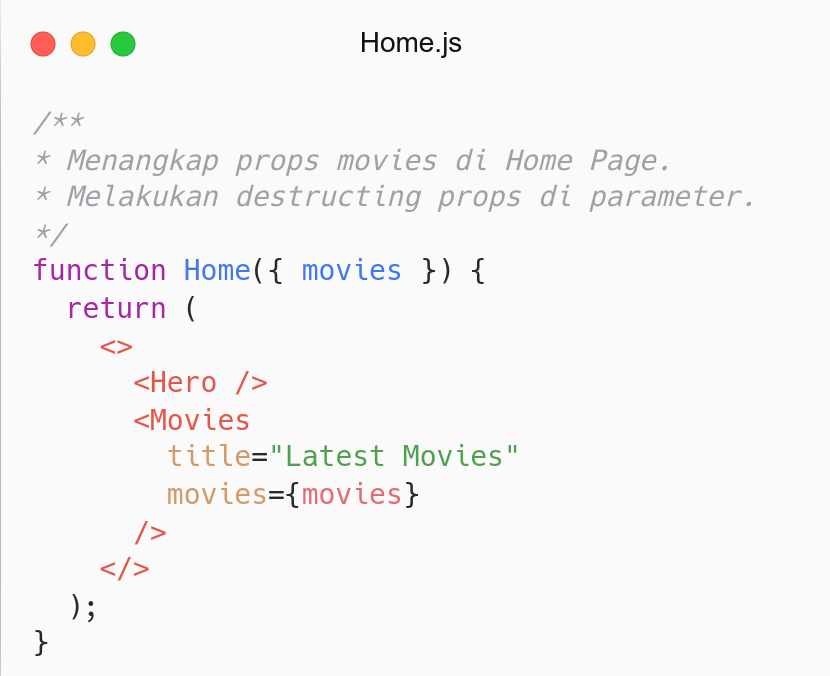 Home.js
/**
* Menangkap props movies di Home Page.
* Melakukan destructing props di parameter.
*/
function Home({ movies }) {
  return (
    <>
      <Hero />
      <Movies
        title="Latest Movies"
        movies={movies}
      />
    </>
  );
}